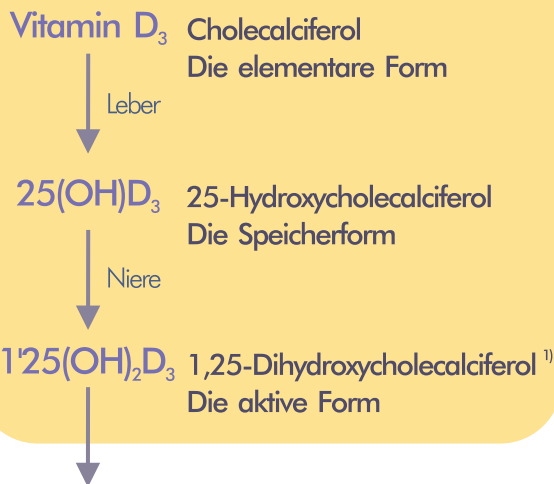 Vitamin D₃ Cholecalciferol
Die elementare Form
Leber
25(OH)D₃ 25-Hydroxycholecalciferol
Die Speicherform
Niere
1'25(OH)₂D₃ 1,25-Dihydroxycholecalciferol ¹⁾
Die aktive Form